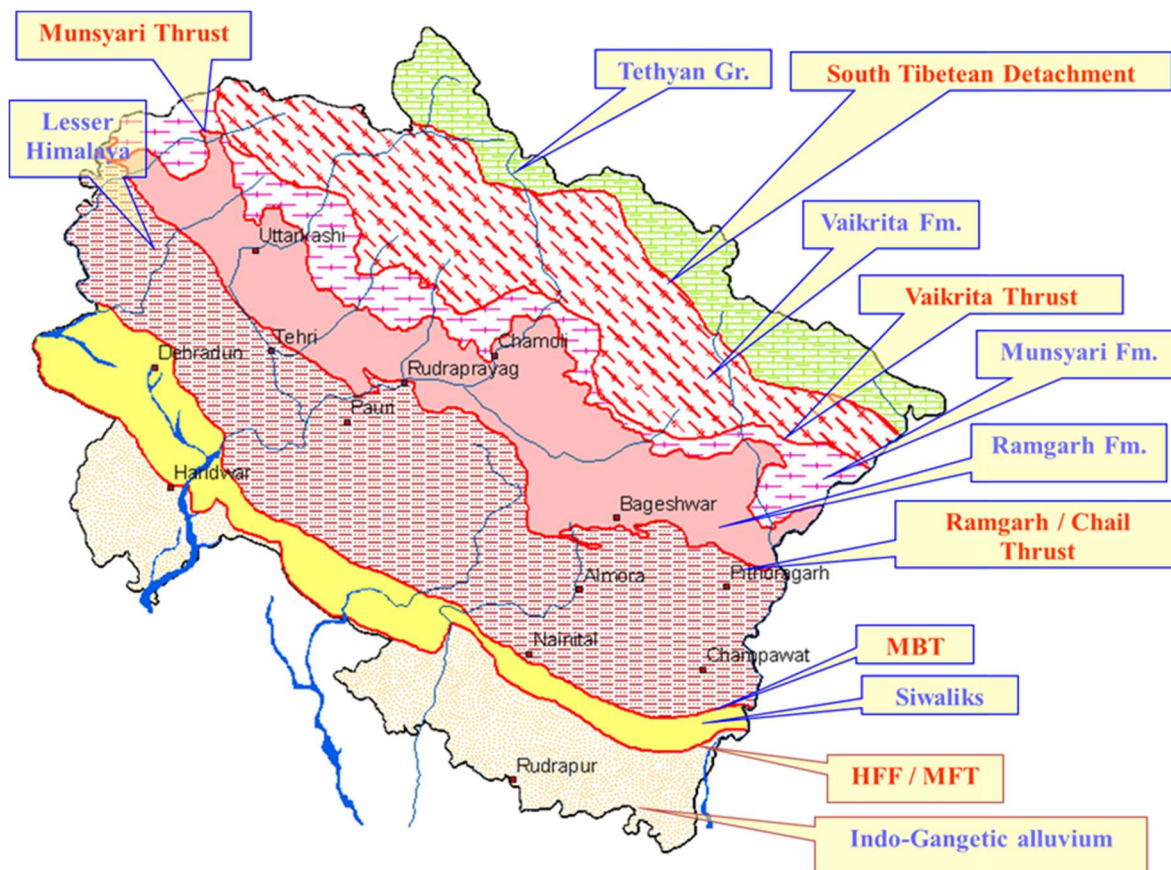 Munsyari Thrust
Tethyan Gr.
South Tibetean Detachment
Lesser
Himalaya
Vaikrita Fm.
Uttarkashi
Vaikrita Thrust
Tehri
Chamoli
Munsyari Fm.
Dehradun
Rudraprayag
Pauri
Ramgarh Fm.
Haridwar
Bageshwar
Ramgarh / Chail
Thrust
Almora
Pithoragarh
Nainital
Champawat
MBT
Siwaliks
Rudrapur
HFF / MFT
Indo-Gangetic alluvium